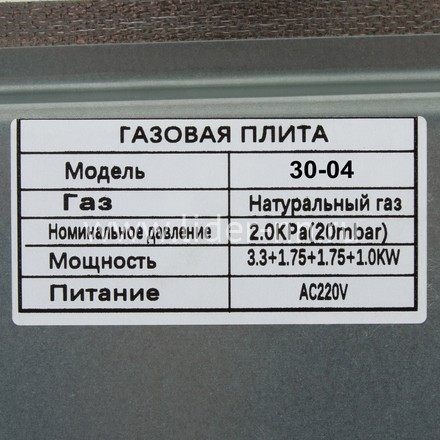 ГАЗОВАЯ ПЛИТА
Модель 30-04
Газ Натуральный газ
Номинальное давление 2.0KPa(20rnbar)
Мощность 3.3+1.75+1.75+1.0KW
Питание AC220V